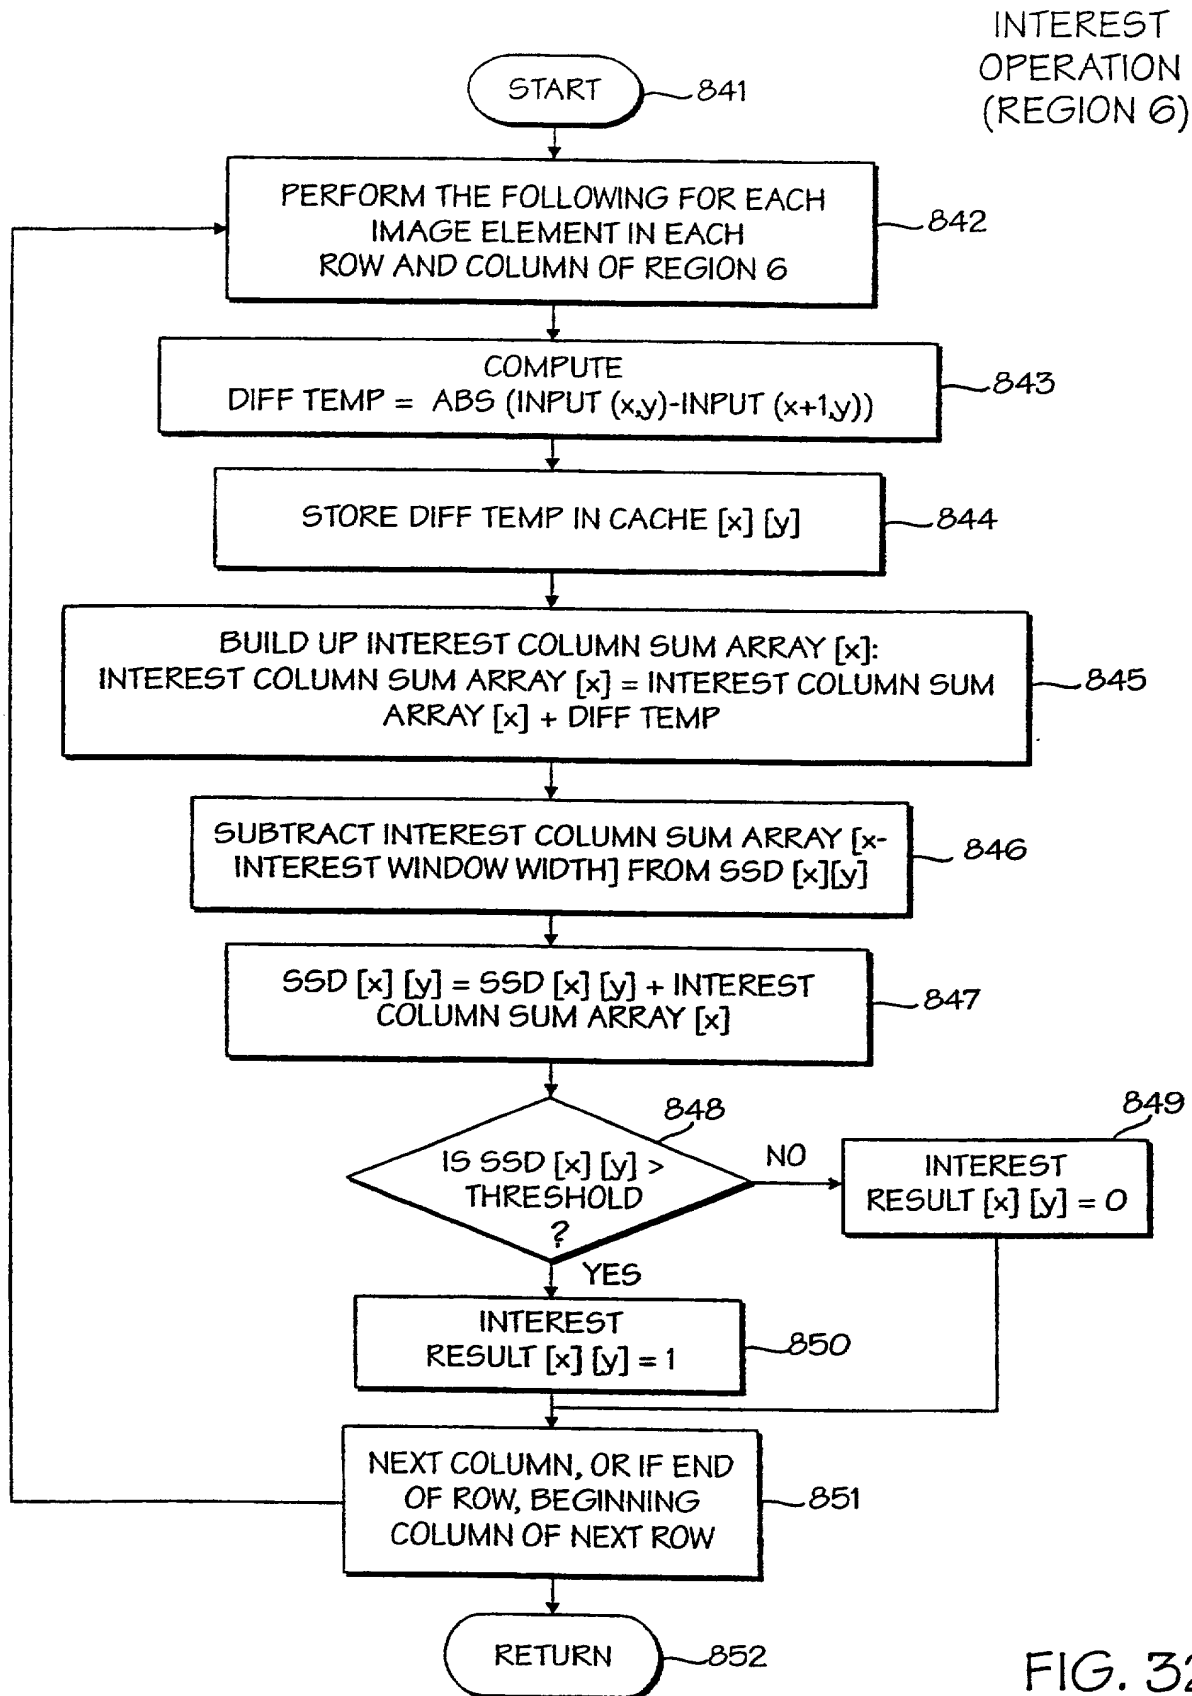 INTEREST
OPERATION
(REGION 6)
START
841
PERFORM THE FOLLOWING FOR EACH
IMAGE ELEMENT IN EACH
ROW AND COLUMN OF REGION 6
842
COMPUTE
DIFF TEMP = ABS (INPUT (x,y)-INPUT (x+1,y))
843
STORE DIFF TEMP IN CACHE [x] [y]
844
BUILD UP INTEREST COLUMN SUM ARRAY [x]:
INTEREST COLUMN SUM ARRAY [x] = INTEREST COLUMN SUM
ARRAY [x] + DIFF TEMP
845
SUBTRACT INTEREST COLUMN SUM ARRAY [x-
INTEREST WINDOW WIDTH] FROM SSD [x][y]
846
SSD [x] [y] = SSD [x] [y] + INTEREST
COLUMN SUM ARRAY [x]
847
848
IS SSD [x] [y] >
THRESHOLD
?
NO
849
INTEREST
RESULT [x] [y] = 0
YES
INTEREST
RESULT [x] [y] = 1
850
NEXT COLUMN, OR IF END
OF ROW, BEGINNING
COLUMN OF NEXT ROW
851
RETURN
852
FIG. 32